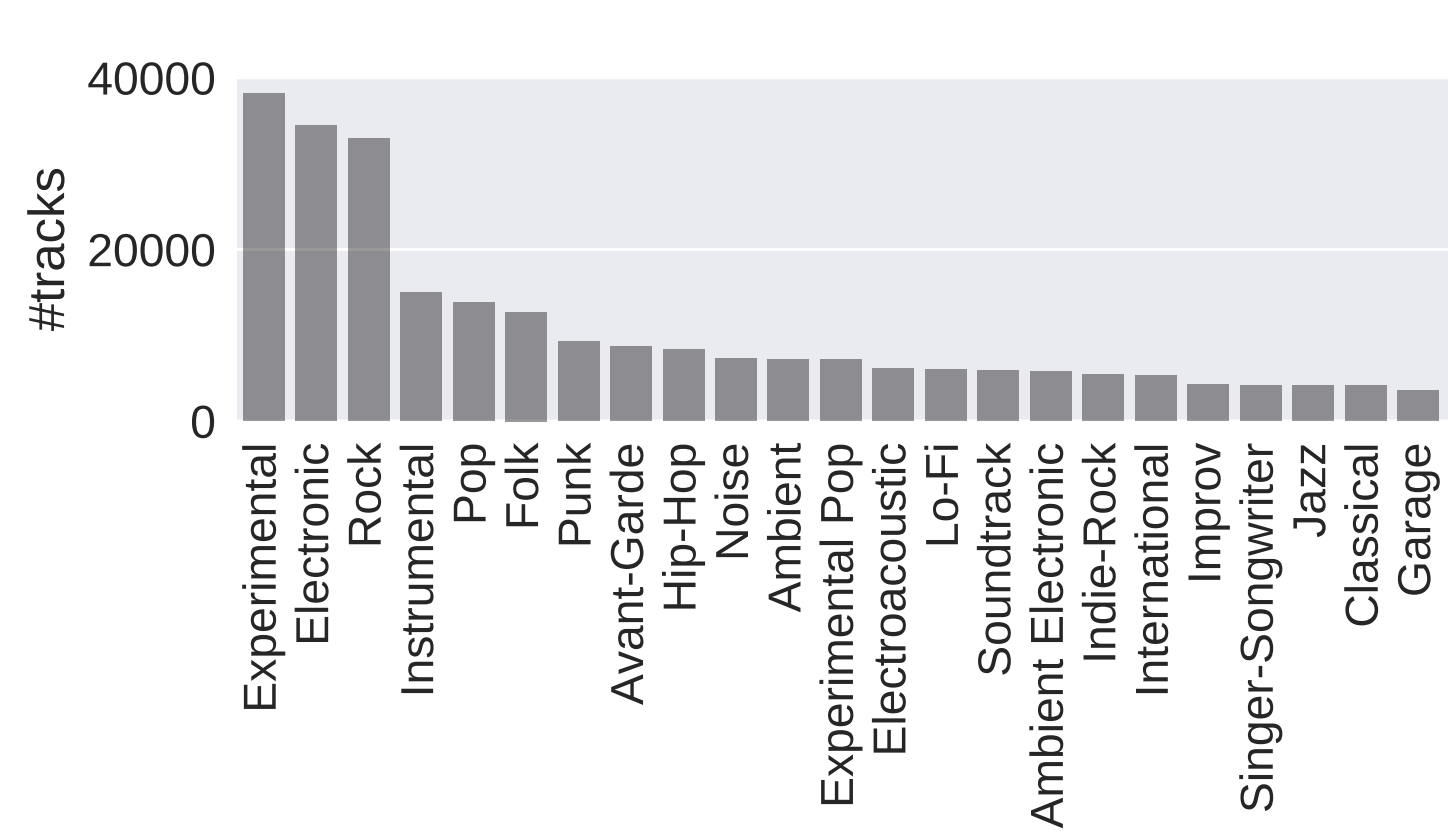 40000
20000
0
#tracks
Experimental
Electronic
Rock
Instrumental
Pop
Folk
Punk
Avant-Garde
Hip-Hop
Noise
Ambient
Experimental Pop
Electroacoustic
Lo-Fi
Soundtrack
Ambient Electronic
Indie-Rock
International
Improv
Singer-Songwriter
Jazz
Classical
Garage